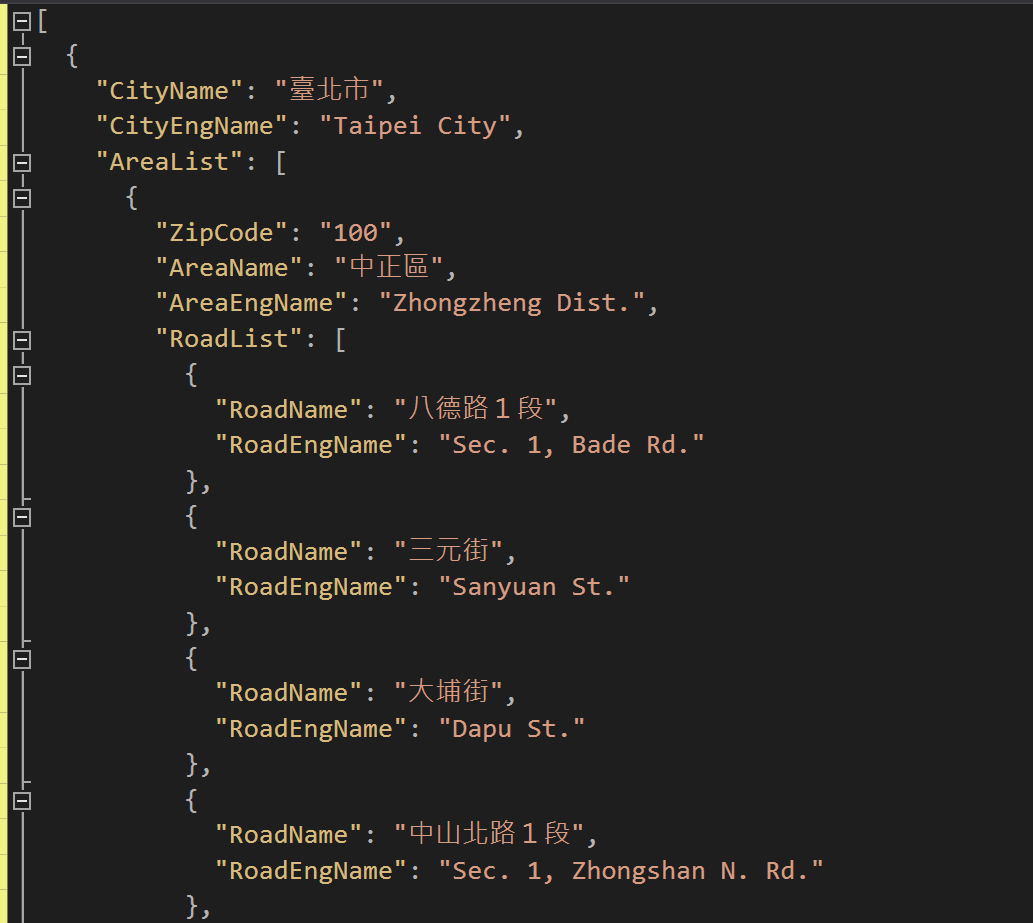 [
{
"CityName": "臺北市",
"CityEngName": "Taipei City",
"AreaList": [
{
"ZipCode": "100",
"AreaName": "中正區",
"AreaEngName": "Zhongzheng Dist.",
"RoadList": [
{
"RoadName": "八德路１段",
"RoadEngName": "Sec. 1, Bade Rd."
},
{
"RoadName": "三元街",
"RoadEngName": "Sanyuan St."
},
{
"RoadName": "大埔街",
"RoadEngName": "Dapu St."
},
{
"RoadName": "中山北路１段",
"RoadEngName": "Sec. 1, Zhongshan N. Rd."
},